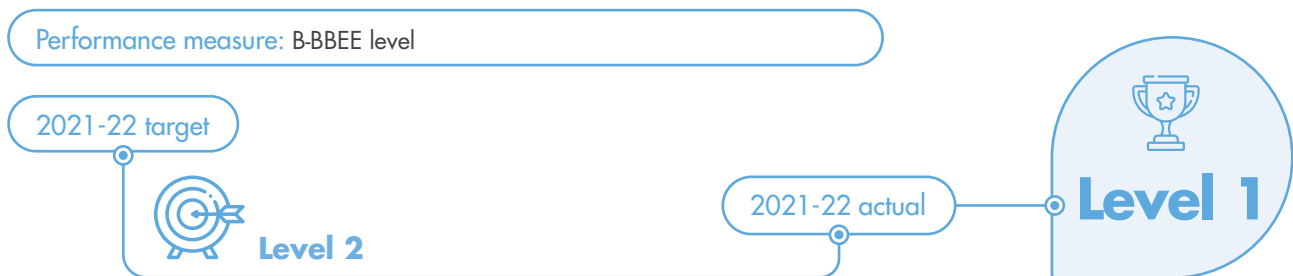 Performance measure: B-BBEE level
2021-22 target
Level 2
2021-22 actual
Level 1